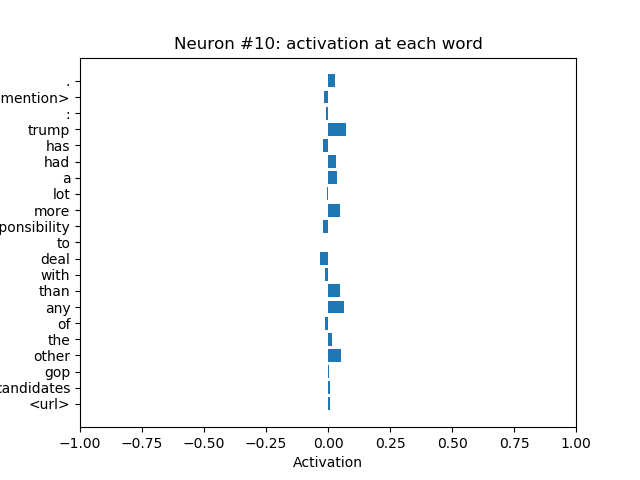 Neuron #10: activation at each word
.
mention>
:
trump
has
had
a
lot
more
ponsibility
to
deal
with
than
any
of
the
other
gop
candidates
<url>
−1.00 −0.75 −0.50 −0.25 0.00 0.25 0.50 0.75 1.00
Activation